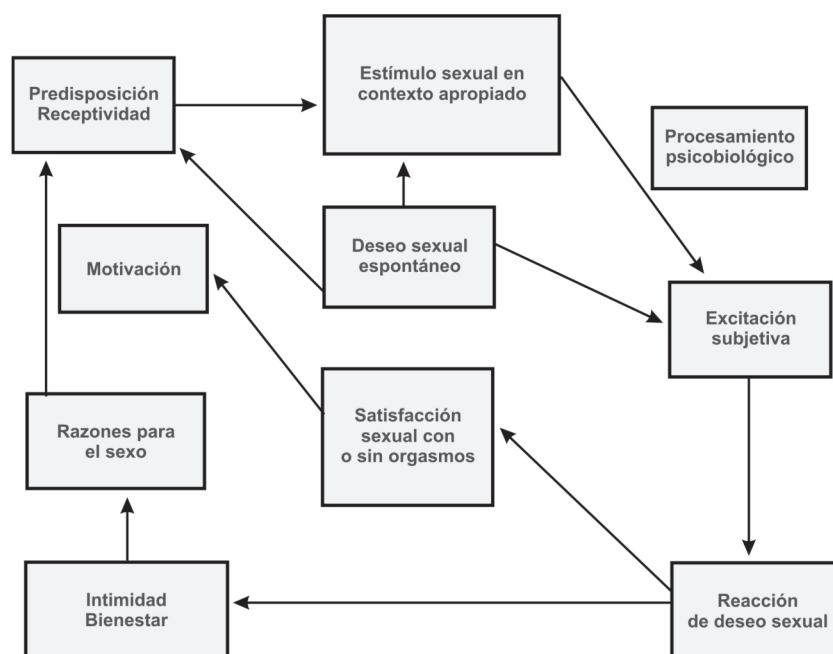 Predisposición
Receptividad
Estímulo sexual en
contexto apropiado
Procesamiento
psicobiológico
Motivación
Deseo sexual
espontáneo
Excitación
subjetiva
Razones para
el sexo
Satisfacción
sexual con
o sin orgasmos
Intimidad
Bienestar
Reacción
de deseo sexual